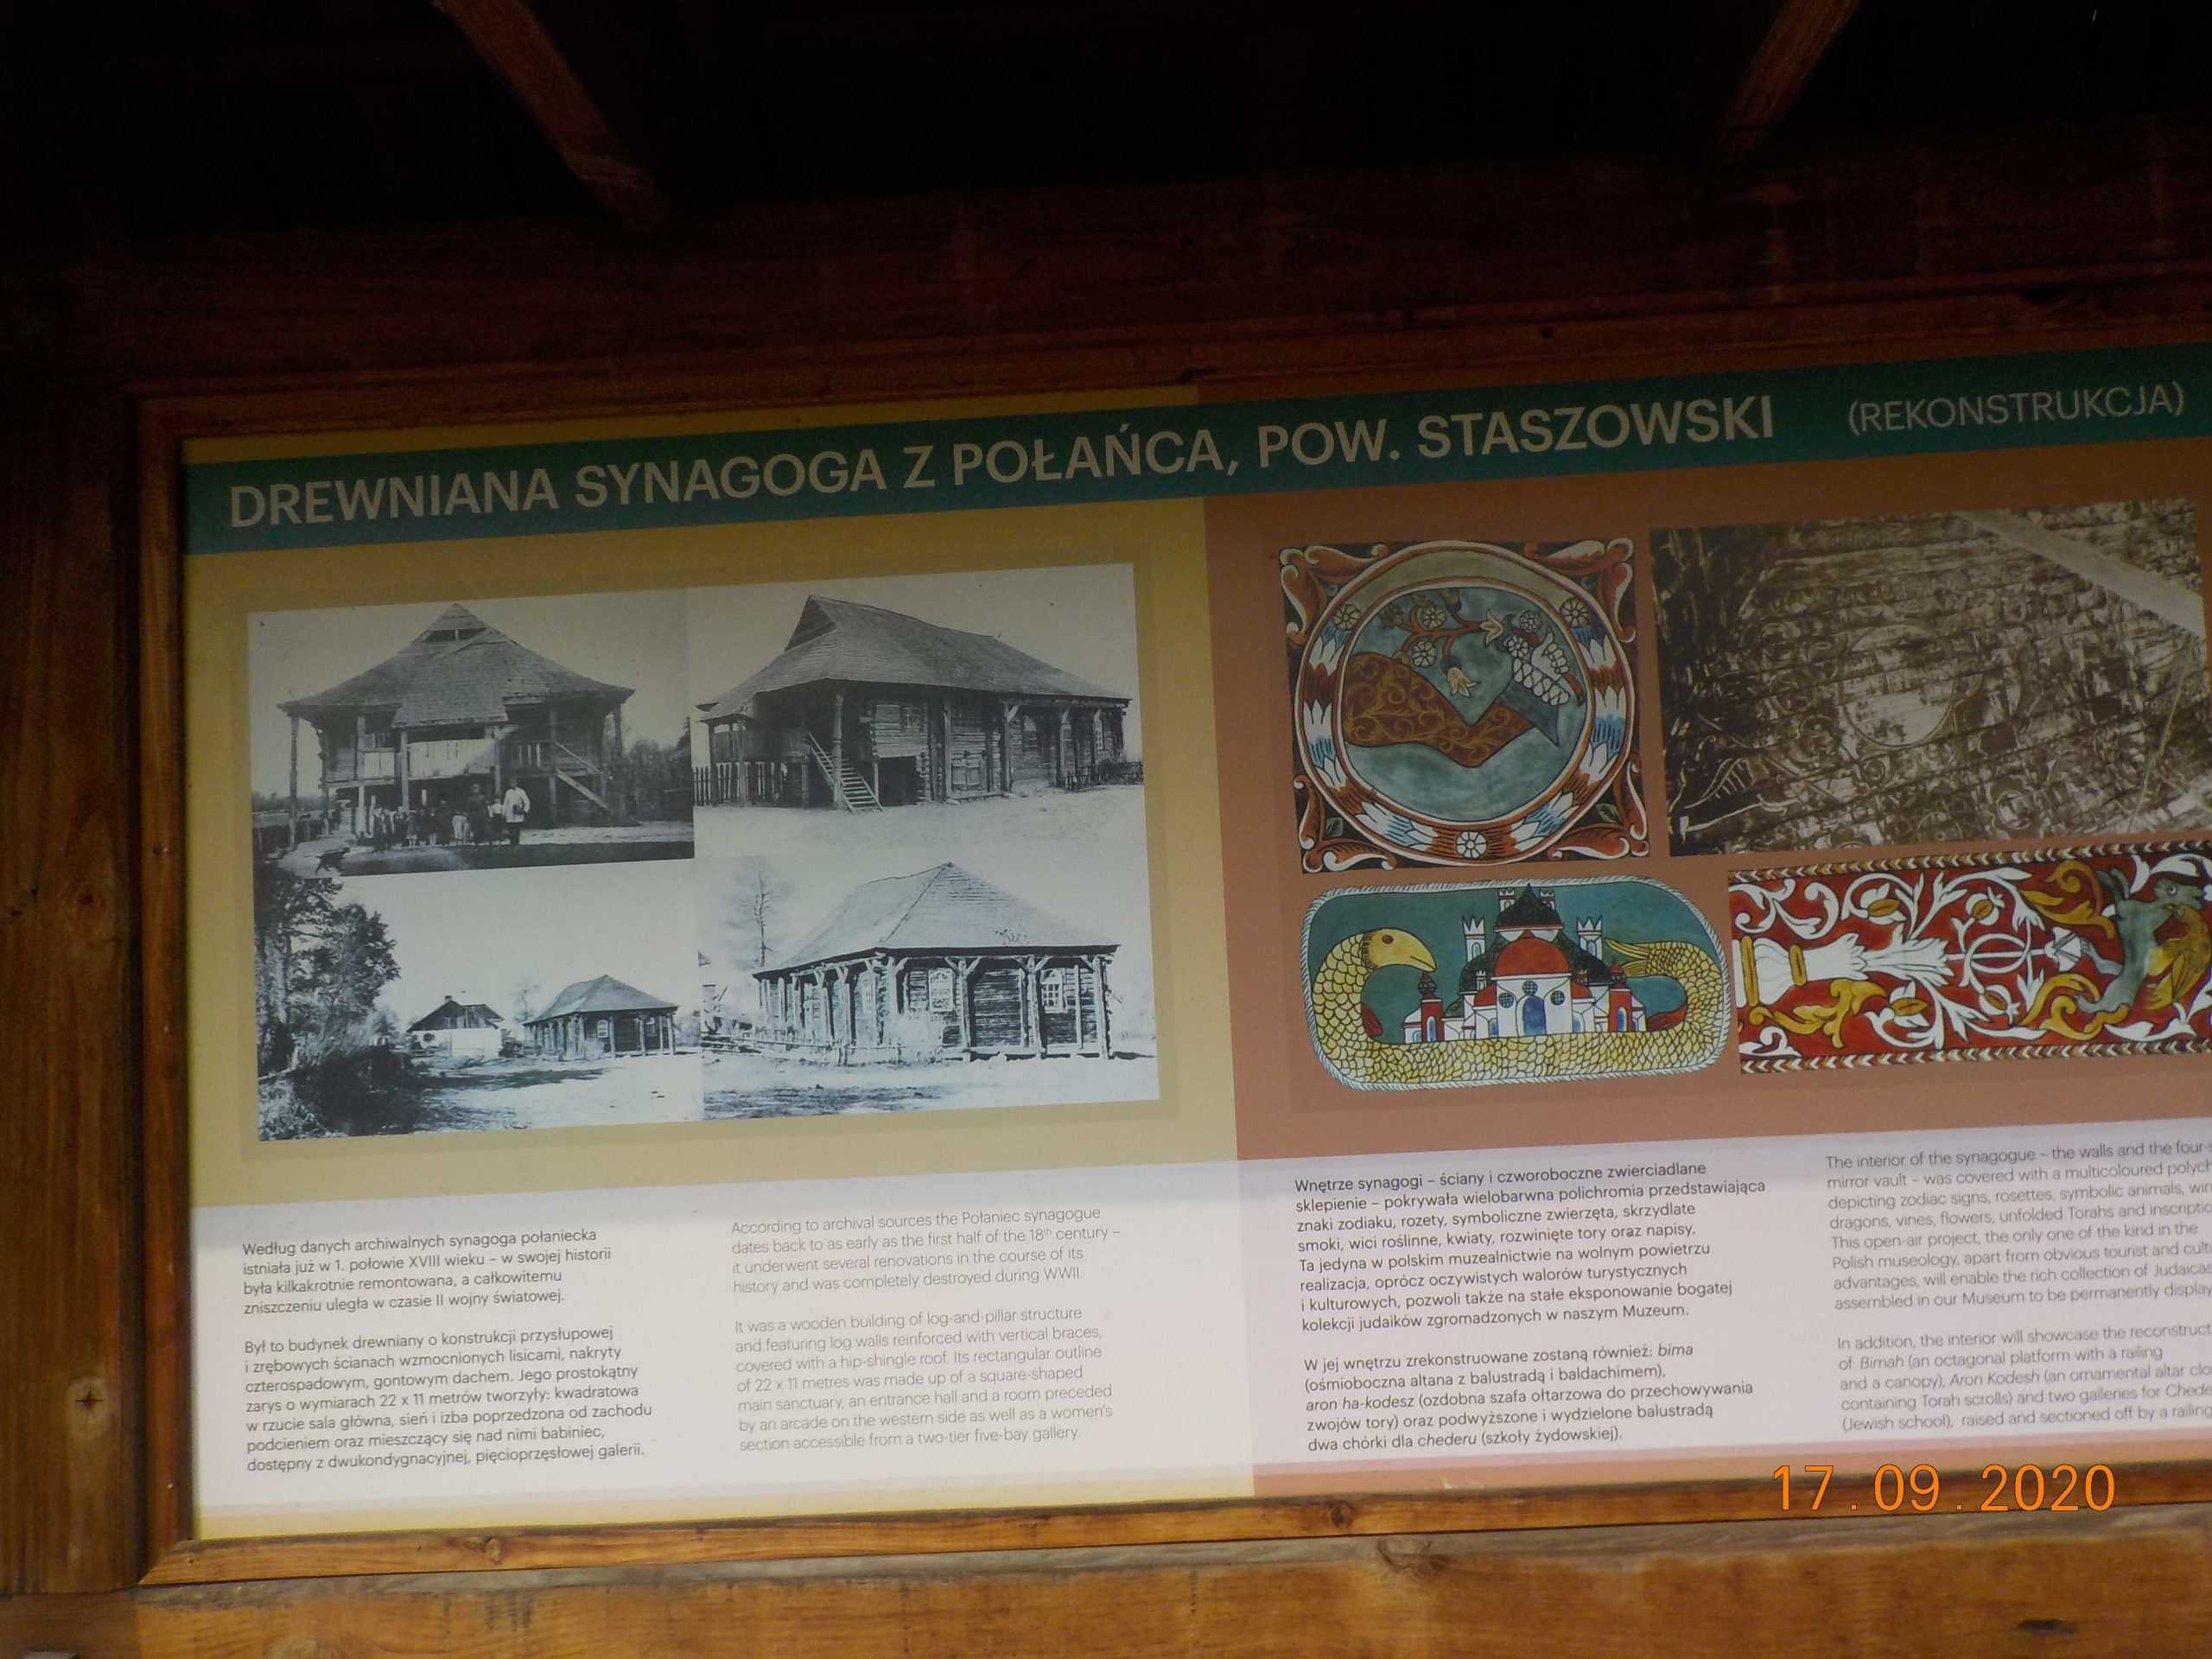 DREWNIANA SYNAGOGA Z POŁAŃCA, POW. STASZOWSKI (REKONSTRUKCJA)
Według danych archiwalnych synagoga połaniecka
istniała już w 1. połowie XVIII wieku – w swojej historii
była kilkakrotnie remontowana, a całkowitemu
zniszczeniu uległa w czasie II wojny światowej.
Był to budynek drewniany o konstrukcji przysłupowej
i zrębowych ścianach wzmocnionych lisicami, nakryty
czterospadowym, gontowym dachem. Jego prostokątny
zarys o wymiarach 22 x 11 metrów tworzyły: kwadratowa
w rzucie sala główna, sień i izba poprzedzona od zachodu
podcieniem oraz mieszczący się nad nimi babiniec,
dostępny z dwukondygnacyjnej, pięcioprzęsłowej galerii.
According to archival sources the Połaniec synagogue
dates back to as early as the first half of the 18th century –
it underwent several renovations in the course of its
history and was completely destroyed during WWII.
It was a wooden building of log-and-pillar structure
and featuring log walls reinforced with vertical braces,
covered with a hip-shingle roof. Its rectangular outline
of 22 x 11 metres was made up of a square-shaped
main sanctuary, an entrance hall and a room preceded
by an arcade on the western side as well as a women's
section accessible from a two-tier five-bay gallery.
Wnętrze synagogi – ściany i czworoboczne zwierciadlane
sklepienie – pokrywała wielobarwna polichromia przedstawiająca
znaki zodiaku, rozety, symboliczne zwierzęta, skrzydlate
smoki, wici roślinne, kwiaty, rozwinięte tory oraz napisy.
Ta jedyna w polskim muzealnictwie na wolnym powietrzu
realizacja, oprócz oczywistych walorów turystycznych
i kulturowych, pozwoli także na stałe eksponowanie bogatej
kolekcji judaików zgromadzonych w naszym Muzeum.
W jej wnętrzu zrekonstruowane zostaną również: bima
(ośmioboczna altana z balustradą i baldachimem),
aron ha-kodesz (ozdobna szafa ołtarzowa do przechowywania
zwojów tory) oraz podwyższone i wydzielone balustradą
dwa chórki dla chederu (szkoły żydowskiej).
The interior of the synagogue – the walls and the four-
mirror vault – was covered with a multicoloured polych
depicting zodiac signs, rosettes, symbolic animals, win
dragons, vines, flowers, unfolded Torahs and inscriptio
This open-air project, the only one of the kind in the
Polish museology, apart from obvious tourist and cult
advantages, will enable the rich collection of Judaicas
assembled in our Museum to be permanently display
In addition, the interior will showcase the reconstruct
of: Bimah (an octagonal platform with a railing
and a canopy), Aron Kodesh (an ornamental altar clo
containing Torah scrolls) and two galleries for Chede
(Jewish school), raised and sectioned off by a railing
17.09.2020